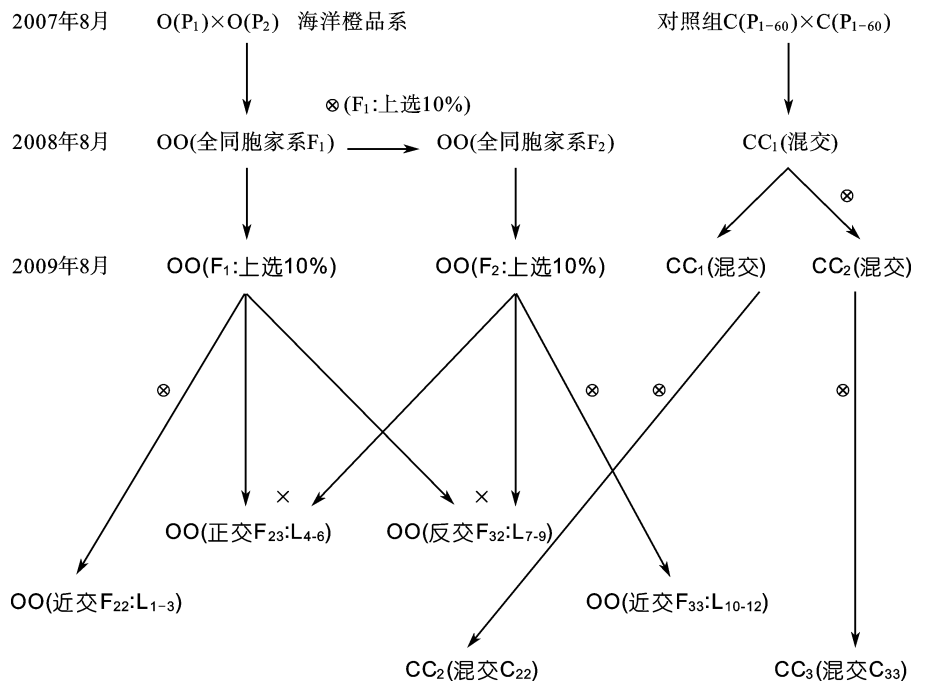 2007年8月 O(P₁)×O(P₂) 海洋橙品系 对照组C(P₁₋₆₀)×C(P₁₋₆₀)
⊗(F₁:上选10%)
2008年8月 OO(全同胞家系F₁) OO(全同胞家系F₂) CC₁(混交)
⊗
2009年8月 OO(F₁:上选10%) OO(F₂:上选10%) CC₁(混交) CC₂(混交)
⊗ ⊗ ⊗ ⊗
× ×
OO(正交F₂₃:L₄₋₆) OO(反交F₃₂:L₇₋₉)
OO(近交F₂₂:L₁₋₃) OO(近交F₃₃:L₁₀₋₁₂)
CC₂(混交C₂₂) CC₃(混交C₃₃)